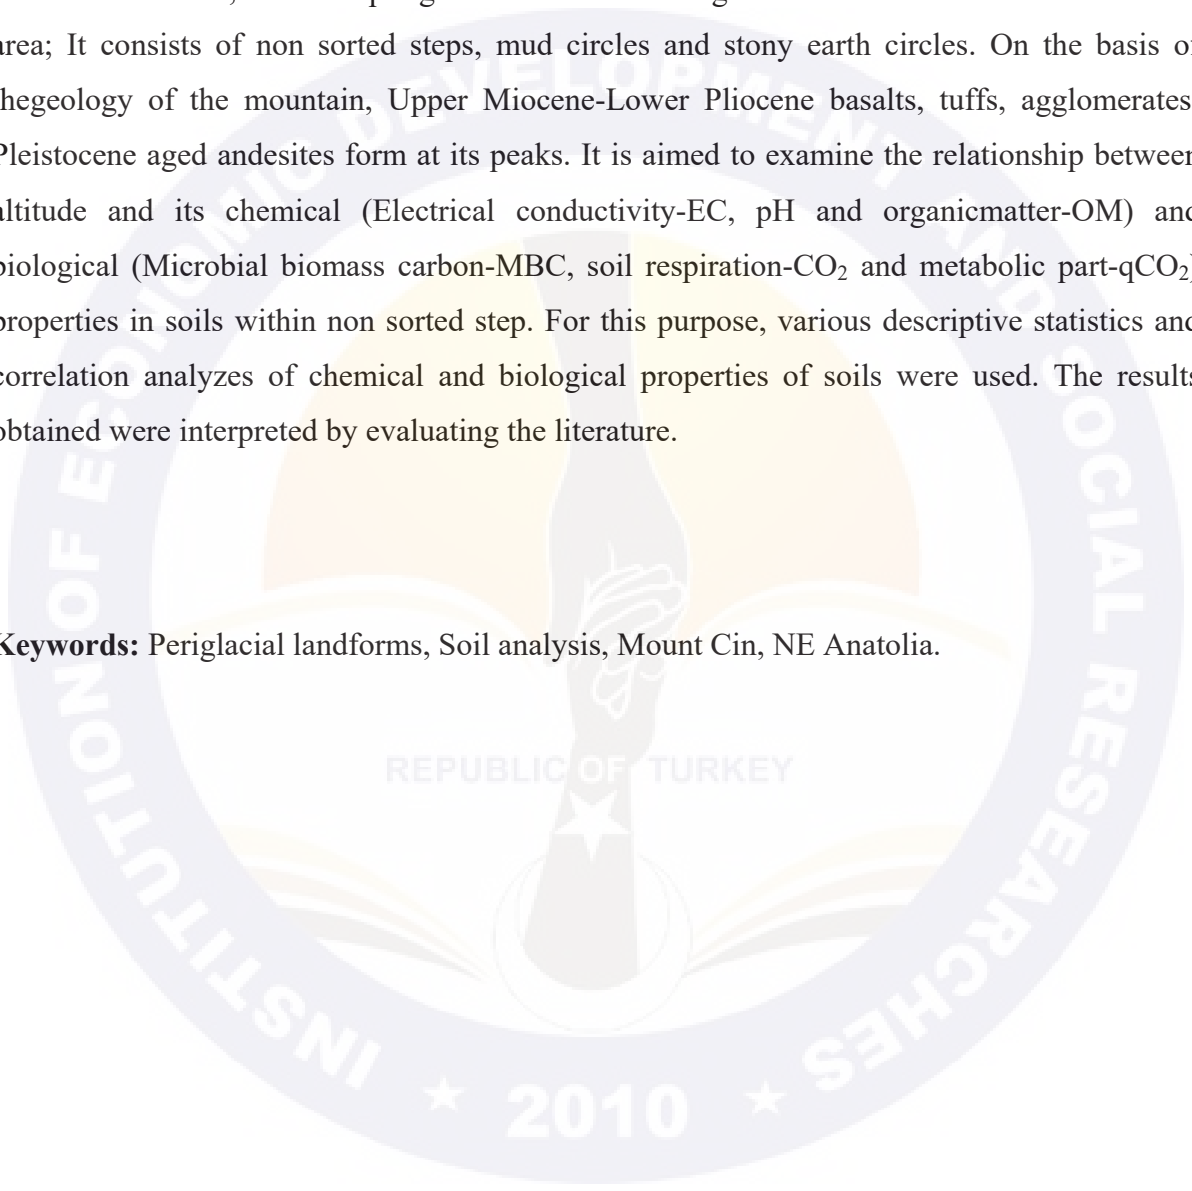 area; It consists of non sorted steps, mud circles and stony earth circles. On the basis of
thegeology of the mountain, Upper Miocene-Lower Pliocene basalts, tuffs, agglomerates
Pleistocene aged andesites form at its peaks. It is aimed to examine the relationship between
altitude and its chemical (Electrical conductivity-EC, pH and organicmatter-OM) and
biological (Microbial biomass carbon-MBC, soil respiration-CO₂ and metabolic part-qCO₂)
properties in soils within non sorted step. For this purpose, various descriptive statistics and
correlation analyzes of chemical and biological properties of soils were used. The results
obtained were interpreted by evaluating the literature.
Keywords: Periglacial landforms, Soil analysis, Mount Cin, NE Anatolia.
INSTITUTION OF ECONOMIC DEVELOPMENT AND SOCIAL RESEARCHES
REPUBLIC OF TURKEY
2010